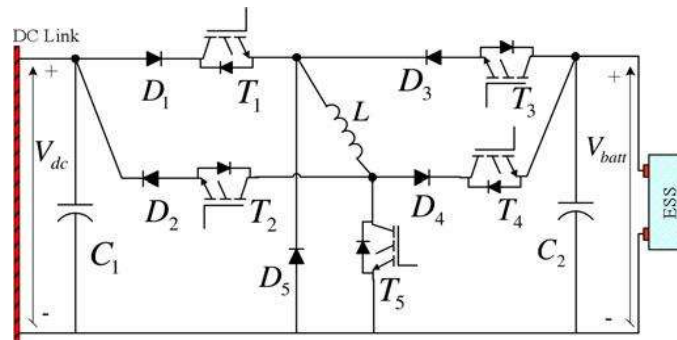 DC Link
+
+
D1
T1
D3
T3
L
Vdc
Vbatt
D2
T2
D4
T4
ESS
C1
D5
T5
C2
-
-